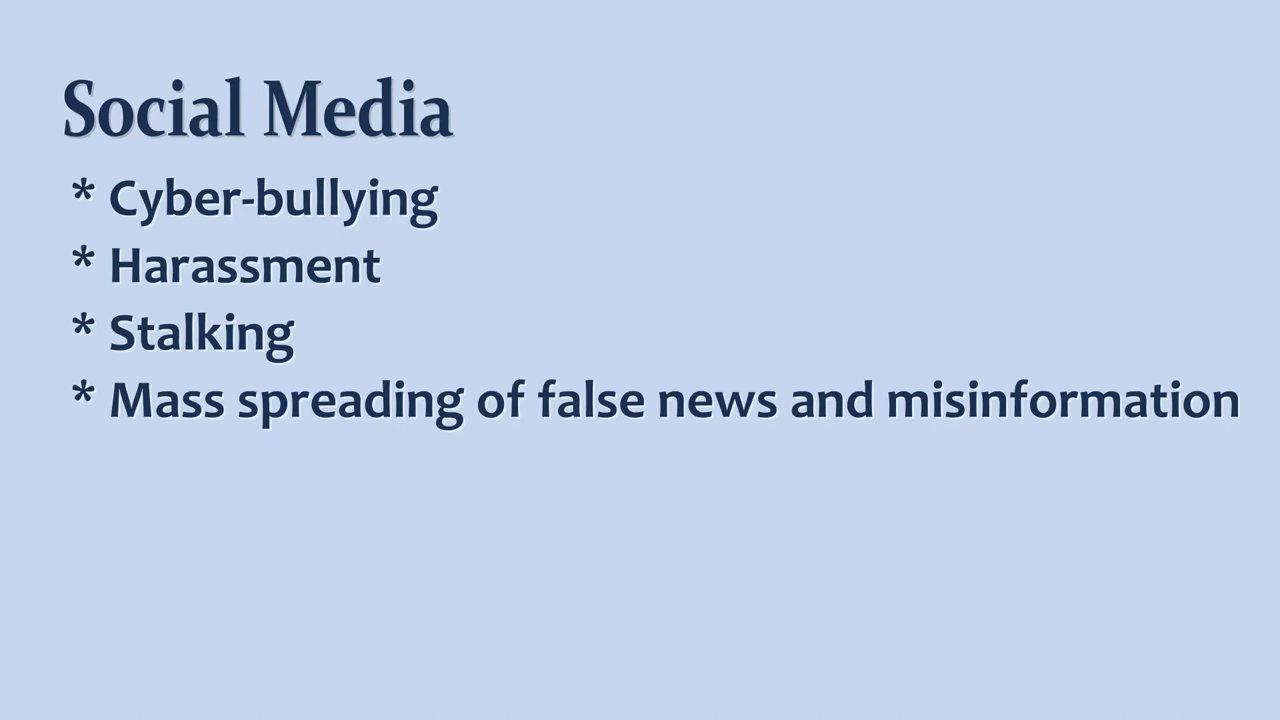 Social Media
* Cyber-bullying
* Harassment
* Stalking
* Mass spreading of false news and misinformation